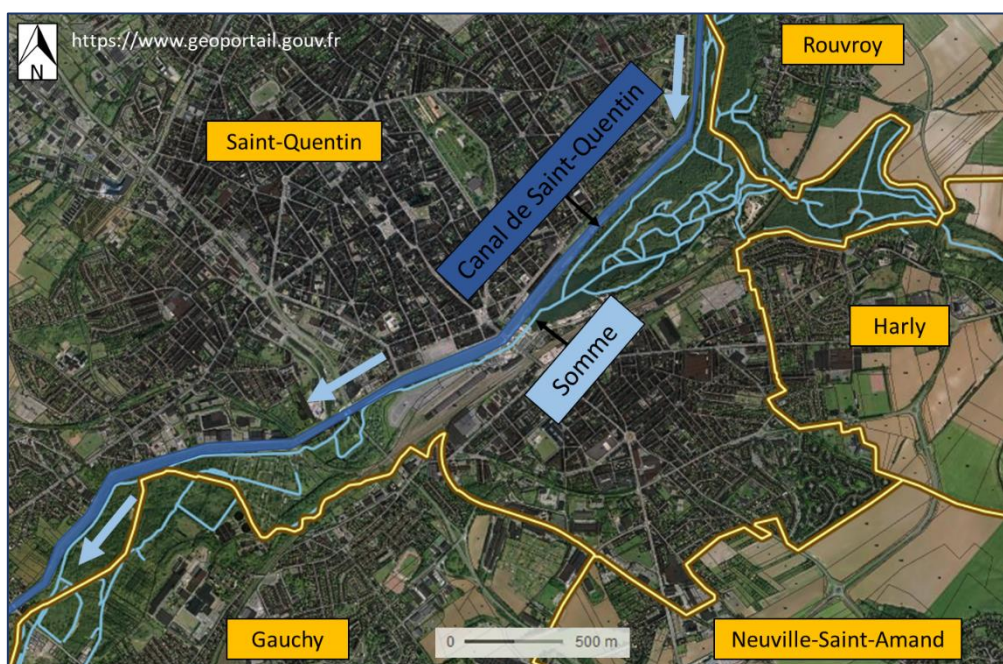 https://www.geoportail.gouv.fr
N
Rouvroy
Saint-Quentin
Canal de Saint-Quentin
Somme
Harly
Gauchy
0 500 m
Neuville-Saint-Amand